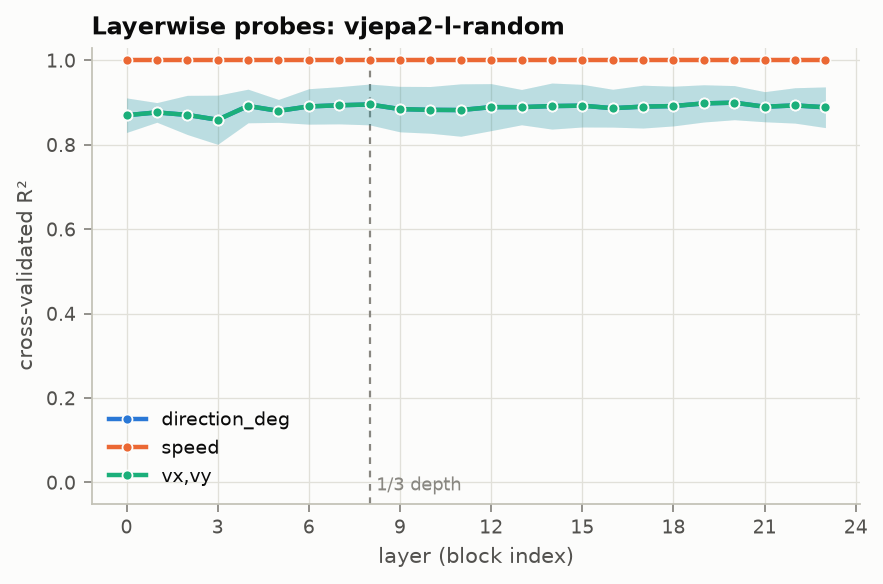 Layerwise probes: vjepa2-l-random
cross-validated R²
1.0
0.8
0.6
0.4
0.2
0.0
direction_deg
speed
vx,vy
1/3 depth
0 3 6 9 12 15 18 21 24
layer (block index)